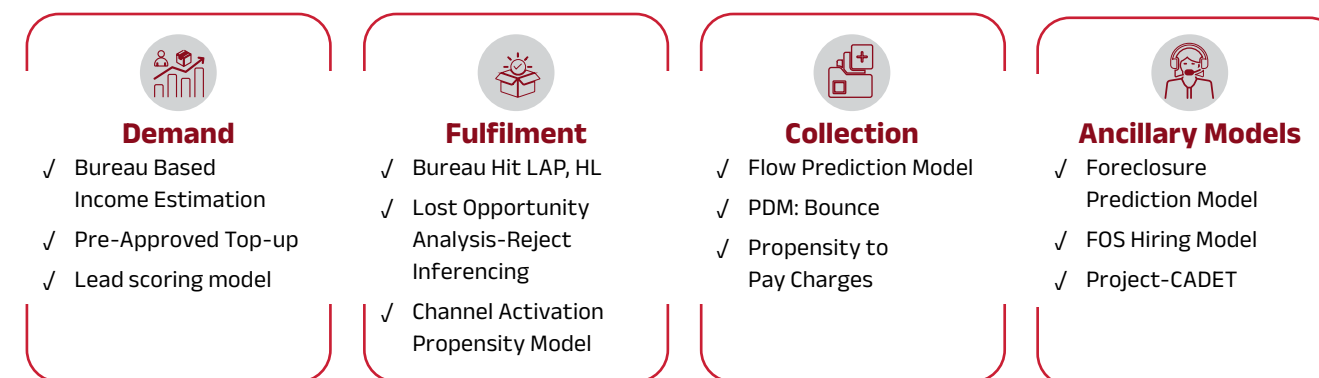 Demand
√ Bureau Based
Income Estimation
√ Pre-Approved Top-up
√ Lead scoring model
Fulfilment
√ Bureau Hit LAP, HL
√ Lost Opportunity
Analysis-Reject
Inferencing
√ Channel Activation
Propensity Model
Collection
√ Flow Prediction Model
√ PDM: Bounce
√ Propensity to
Pay Charges
Ancillary Models
√ Foreclosure
Prediction Model
√ FOS Hiring Model
√ Project-CADET